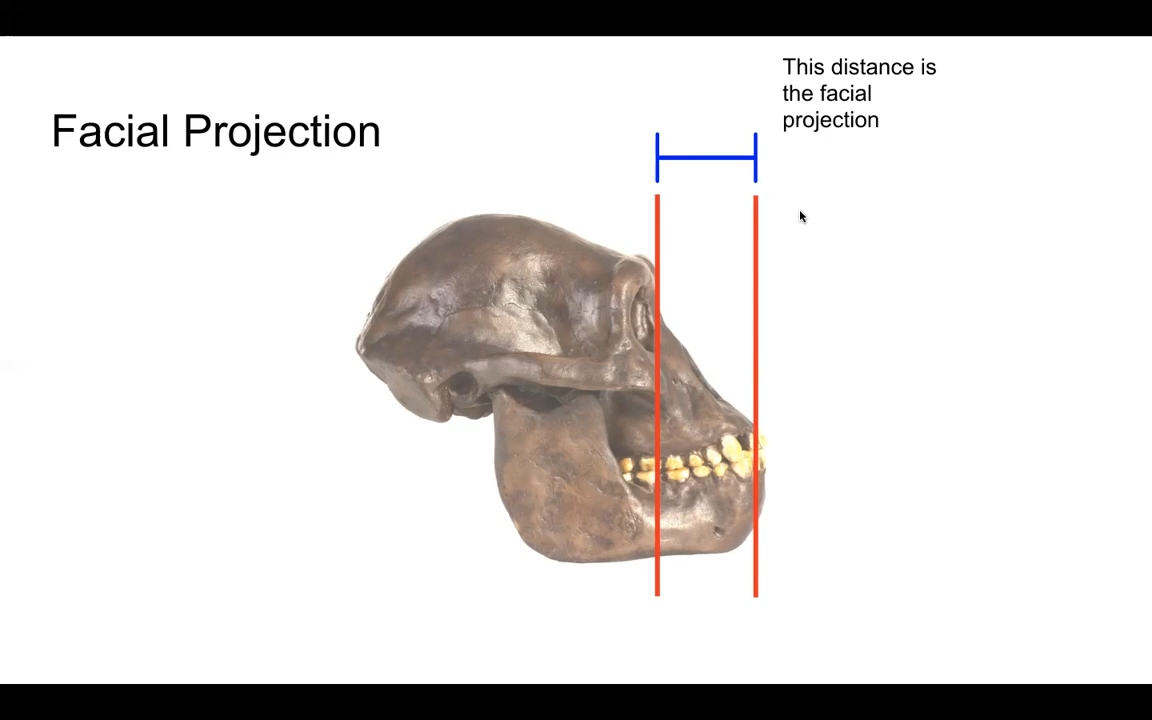 This distance is
the facial
projection
Facial Projection